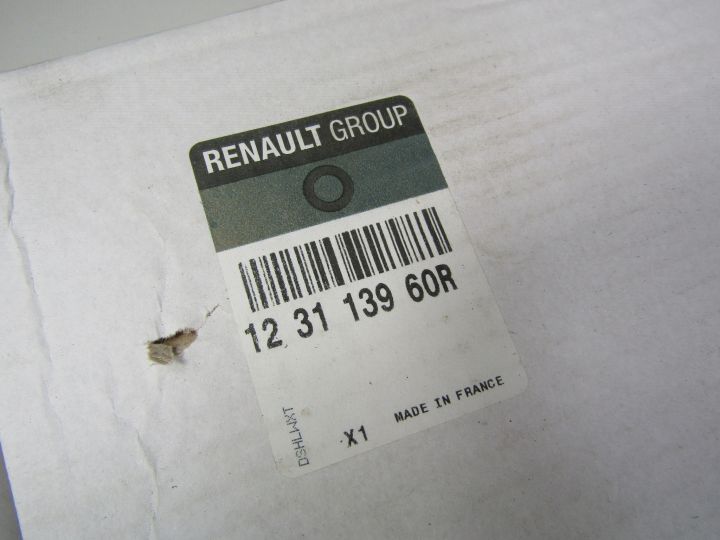 RENAULT GROUP
12 31 139 60R
DSHLWXT
X1
MADE IN FRANCE